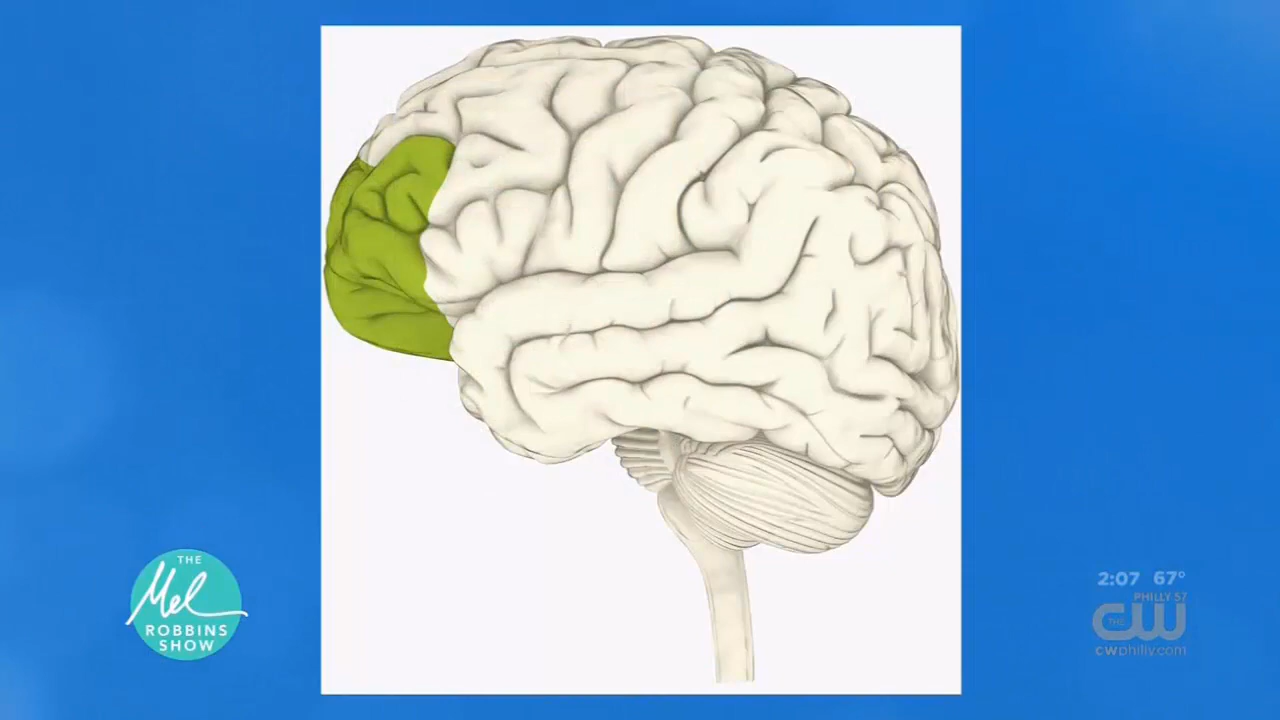 THE
Mel
ROBBINS
SHOW
2:07 67°
PHILLY 57
THE CW
cwphilly.com